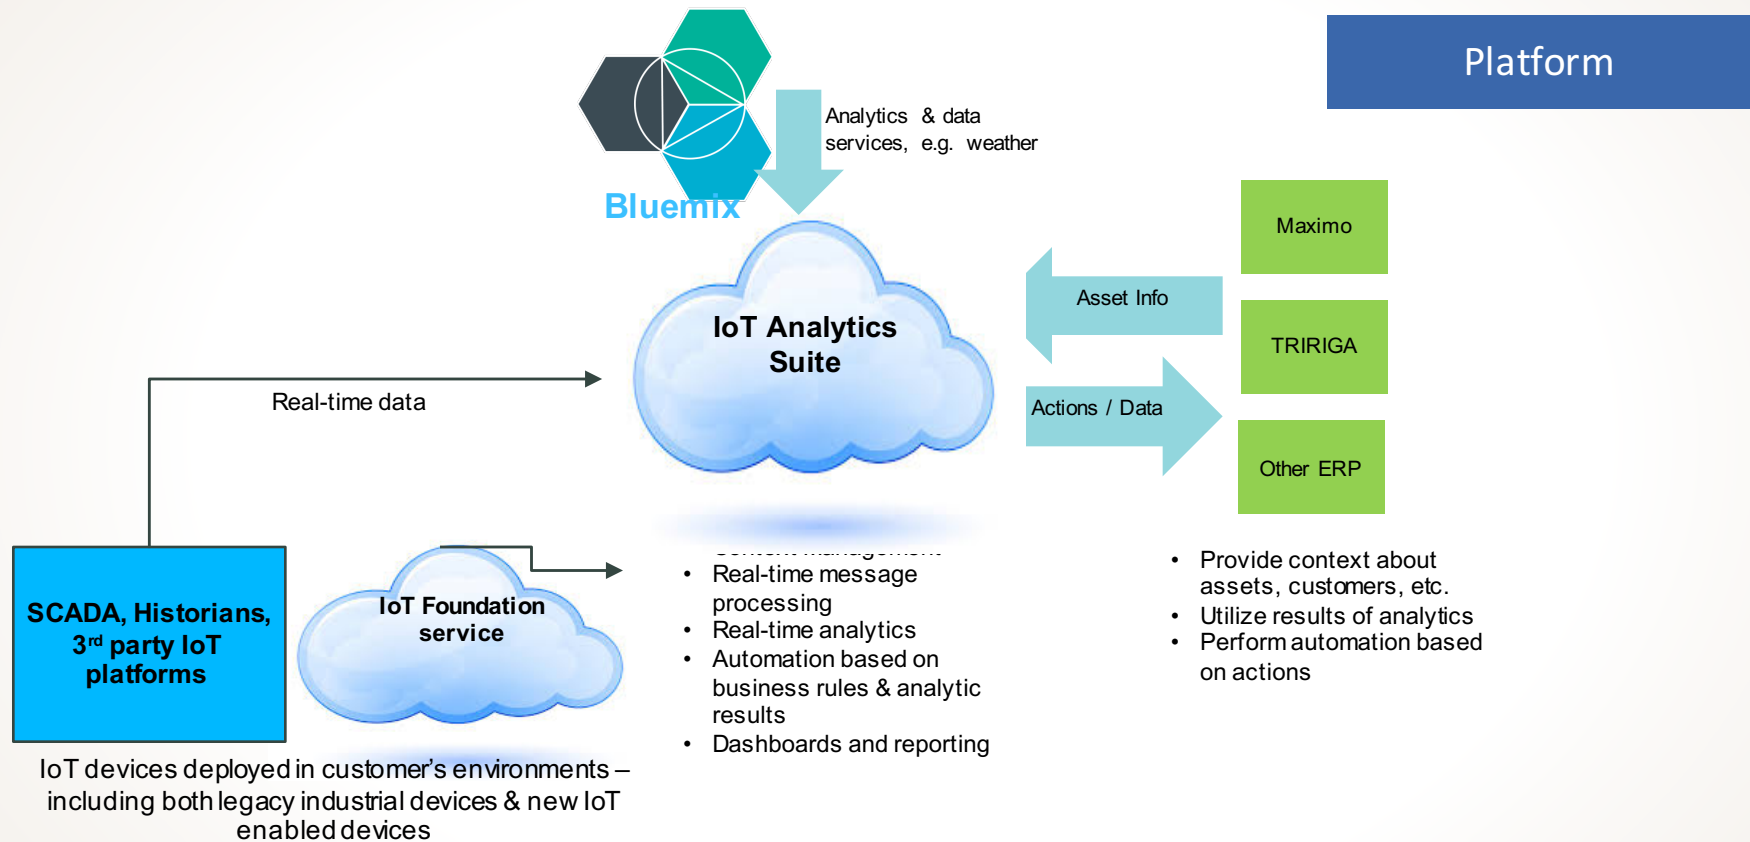 Platform
Analytics & data
services, e.g. weather
Bluemix
Maximo
Asset Info
IoT Analytics
Suite
TRIRIGA
Real-time data
Actions / Data
Other ERP
SCADA, Historians,
3rd party IoT
platforms
IoT Foundation
service
• Real-time message
processing
• Real-time analytics
• Automation based on
business rules & analytic
results
• Dashboards and reporting
• Provide context about
assets, customers, etc.
• Utilize results of analytics
• Perform automation based
on actions
IoT devices deployed in customer’s environments –
including both legacy industrial devices & new IoT
enabled devices